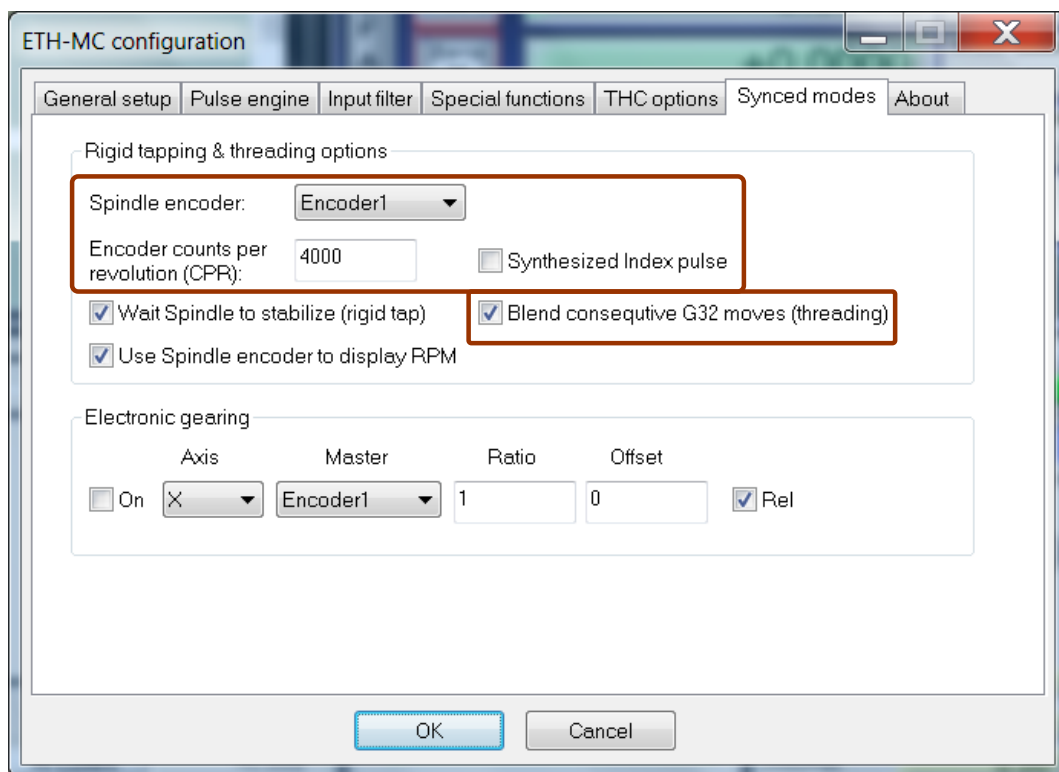 ETH-MC configuration
General setup Pulse engine Input filter Special functions THC options Synced modes About
Rigid tapping & threading options
Spindle encoder: Encoder1
Encoder counts per
revolution (CPR): 4000 Synthesized Index pulse
Wait Spindle to stabilize (rigid tap) Blend consequtive G32 moves (threading)
Use Spindle encoder to display RPM
Electronic gearing
Axis Master Ratio Offset
On X Encoder1 1 0 Rel
OK Cancel